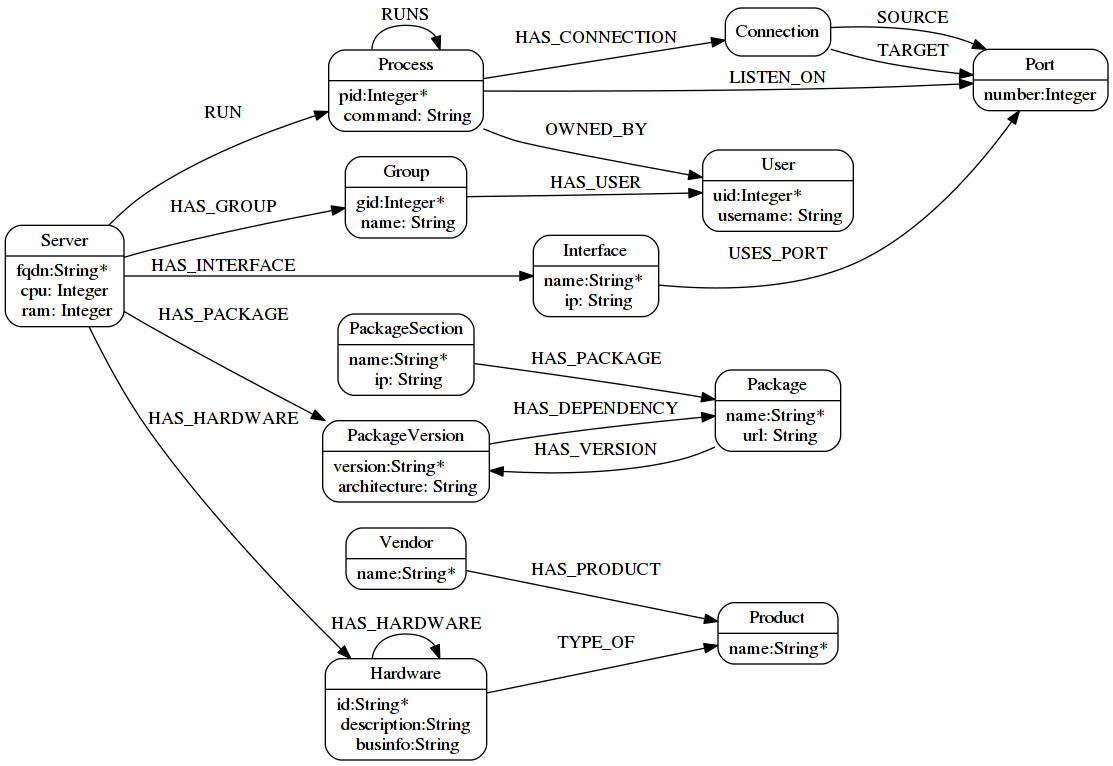 RUNS
Process
pid:Integer*
command: String
HAS_CONNECTION
Connection
SOURCE
TARGET
Port
number:Integer
LISTEN_ON
RUN
OWNED_BY
Group
gid:Integer*
name: String
HAS_USER
User
uid:Integer*
username: String
HAS_GROUP
Server
fqdn:String*
cpu: Integer
ram: Integer
HAS_INTERFACE
Interface
name:String*
ip: String
USES_PORT
HAS_PACKAGE
PackageSection
name:String*
ip: String
HAS_PACKAGE
Package
name:String*
url: String
HAS_DEPENDENCY
HAS_VERSION
HAS_HARDWARE
PackageVersion
version:String*
architecture: String
Vendor
name:String*
HAS_PRODUCT
Product
name:String*
HAS_HARDWARE
TYPE_OF
Hardware
id:String*
description:String
businfo:String